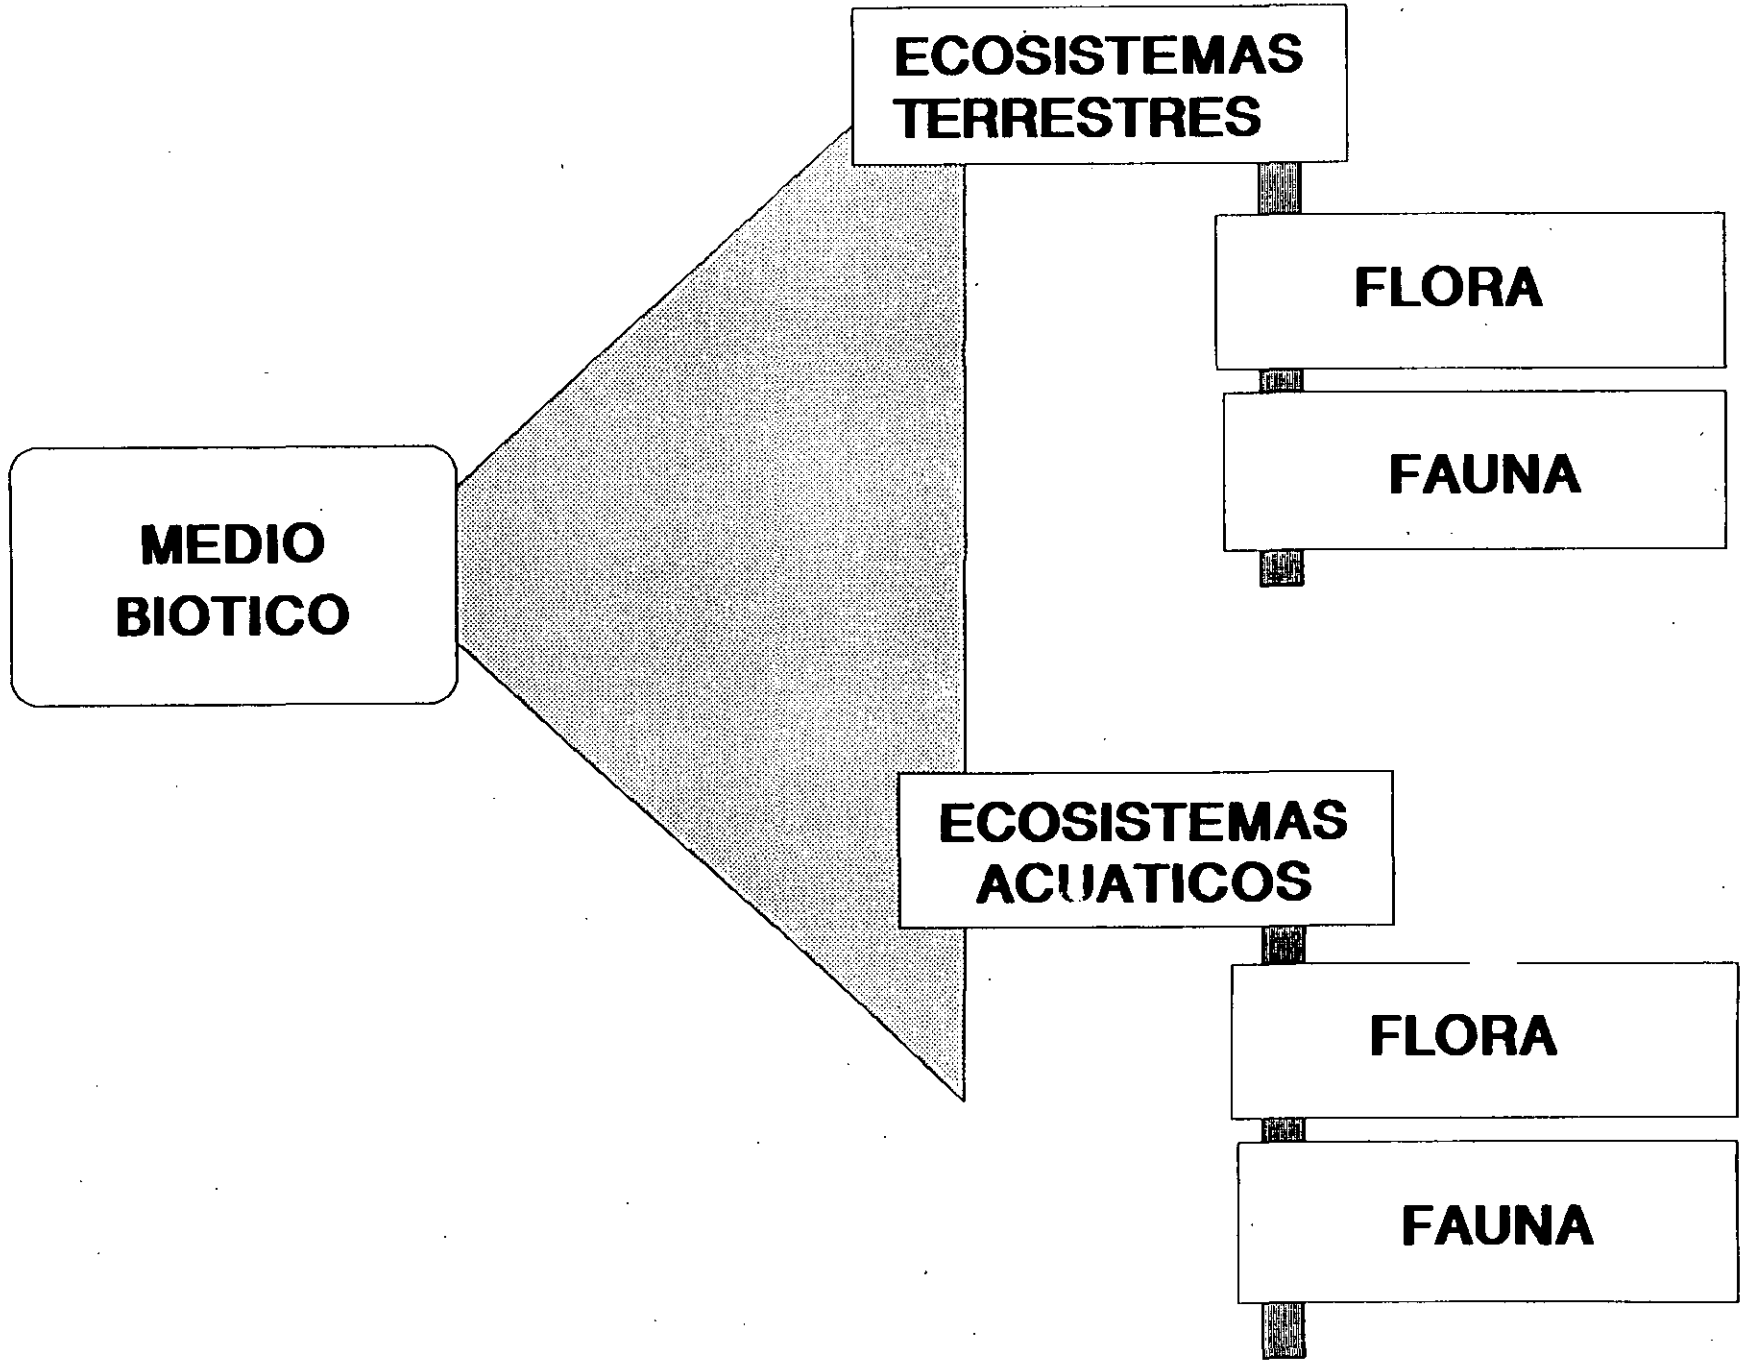 ECOSISTEMAS
TERRESTRES
FLORA
FAUNA
MEDIO
BIOTICO
ECOSISTEMAS
ACUATICOS
FLORA
FAUNA